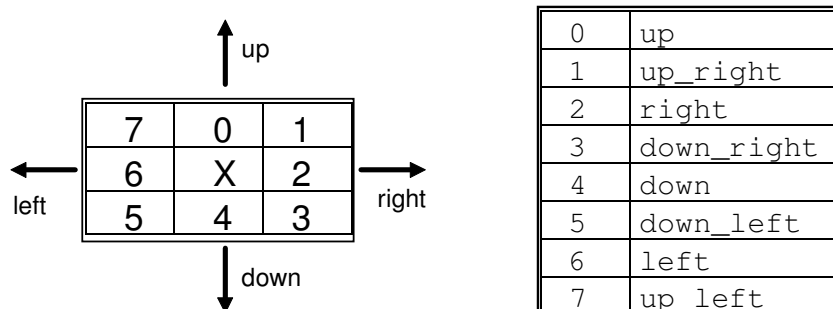 up
7 0 1
6 X 2
5 4 3
left
right
down
0 up
1 up_right
2 right
3 down_right
4 down
5 down_left
6 left
7 up_left